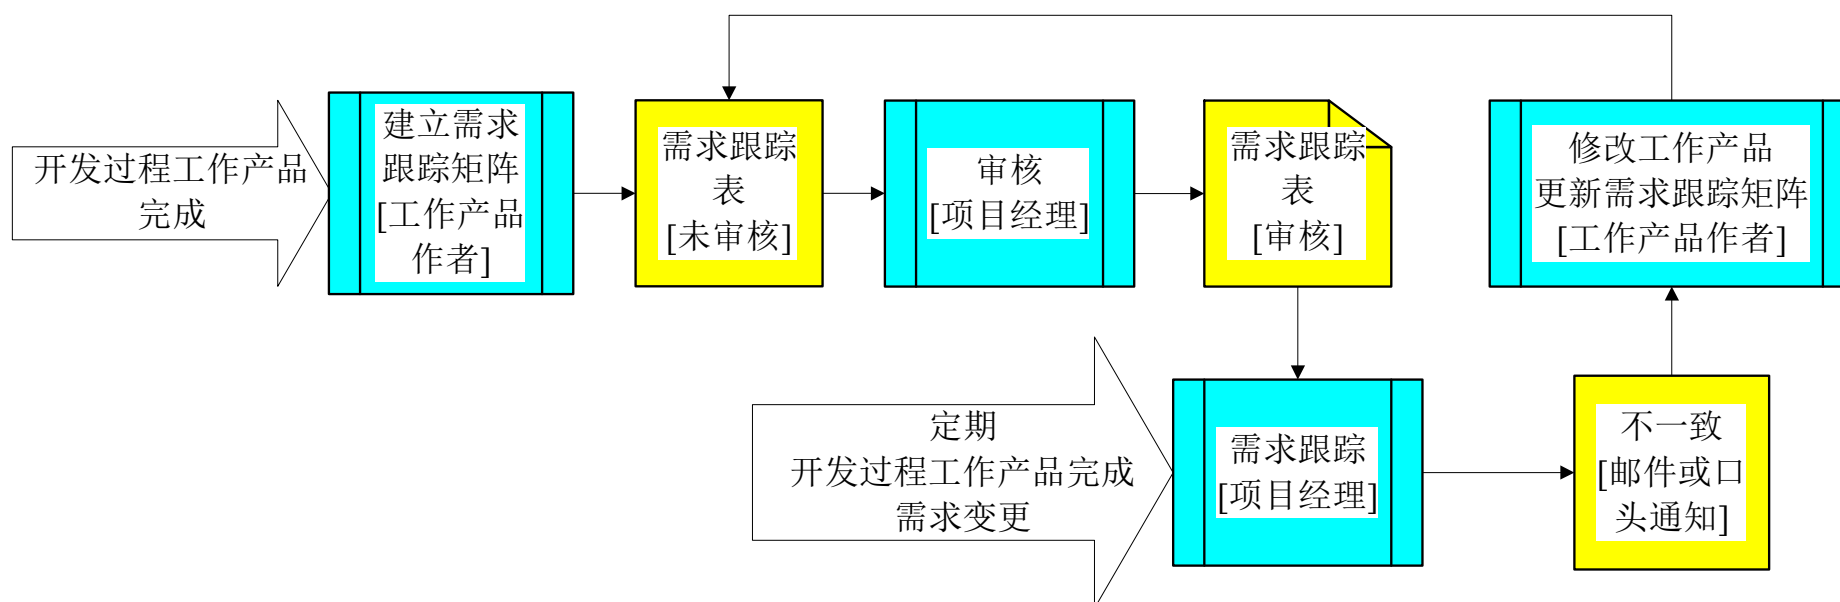 开发过程工作产品
完成
建立需求
跟踪矩阵
[工作产品
作者]
需求跟踪
表
[未审核]
审核
[项目经理]
需求跟踪
表
[审核]
修改工作产品
更新需求跟踪矩阵
[工作产品作者]
定期
开发过程工作产品完成
需求变更
需求跟踪
[项目经理]
不一致
[邮件或口
头通知]